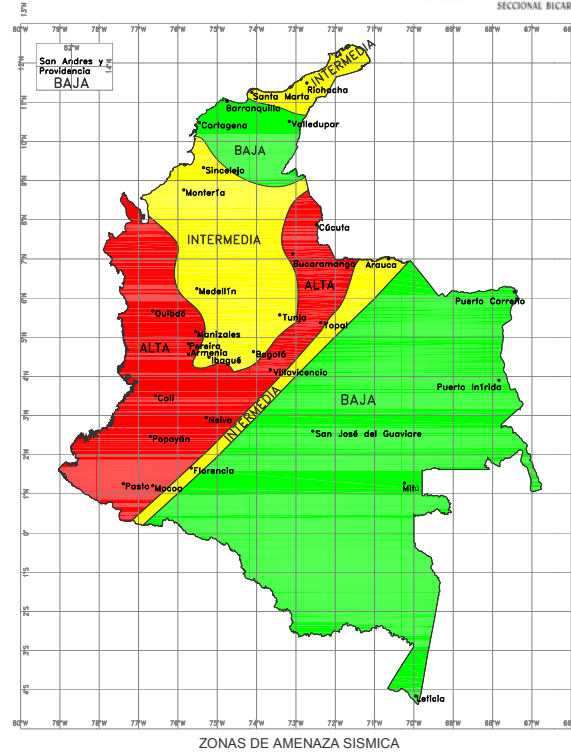 SECCIONAL BICAR
13°N
80°W 79°W 78°W 77°W 76°W 75°W 74°W 73°W 72°W 71°W 70°W 69°W 68°W 67°W 66°W
82°W
San Andres y
Providencia
14°N
BAJA
12°N
INTERMEDIA
Riohacha
Santa Marta
11°N
Barranquilla
Cartagena
Valledupar
10°N
BAJA
Sincelejo
9°N
Montería
8°N
Cúcuta
INTERMEDIA
7°N
Bucaramanga
Arauca
ALTA
Medellín
6°N
Puerto Carreño
Quibdó
Tunja
Yopal
5°N
Manizales
Pereira
ALTA
Armenia
Bogotá
Ibagué
4°N
Villavicencio
Puerto Inírida
Cali
BAJA
3°N
Neiva
INTERMEDIA
San José del Guaviare
Popayán
2°N
Florencia
Pasto
Mocoa
Mitú
1°N
0°
1°S
2°S
3°S
4°S
Leticia
80°W 79°W 78°W 77°W 76°W 75°W 74°W 73°W 72°W 71°W 70°W 69°W 68°W 67°W 66°W
ZONAS DE AMENAZA SISMICA